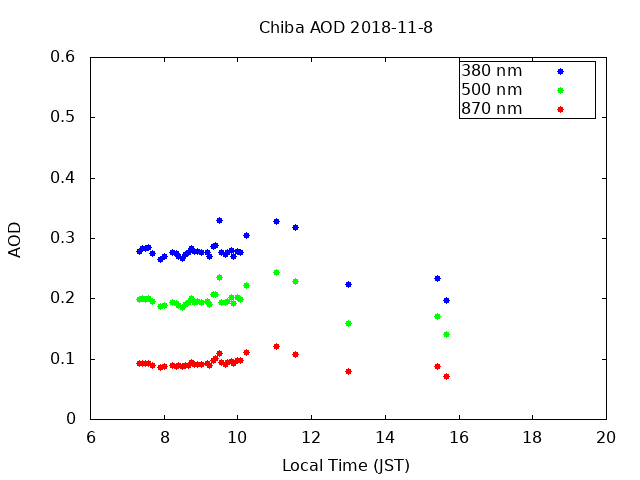 Chiba AOD 2018-11-8
0.6
0.5
0.4
0.3
0.2
0.1
0
AOD
380 nm
500 nm
870 nm
6 8 10 12 14 16 18 20
Local Time (JST)